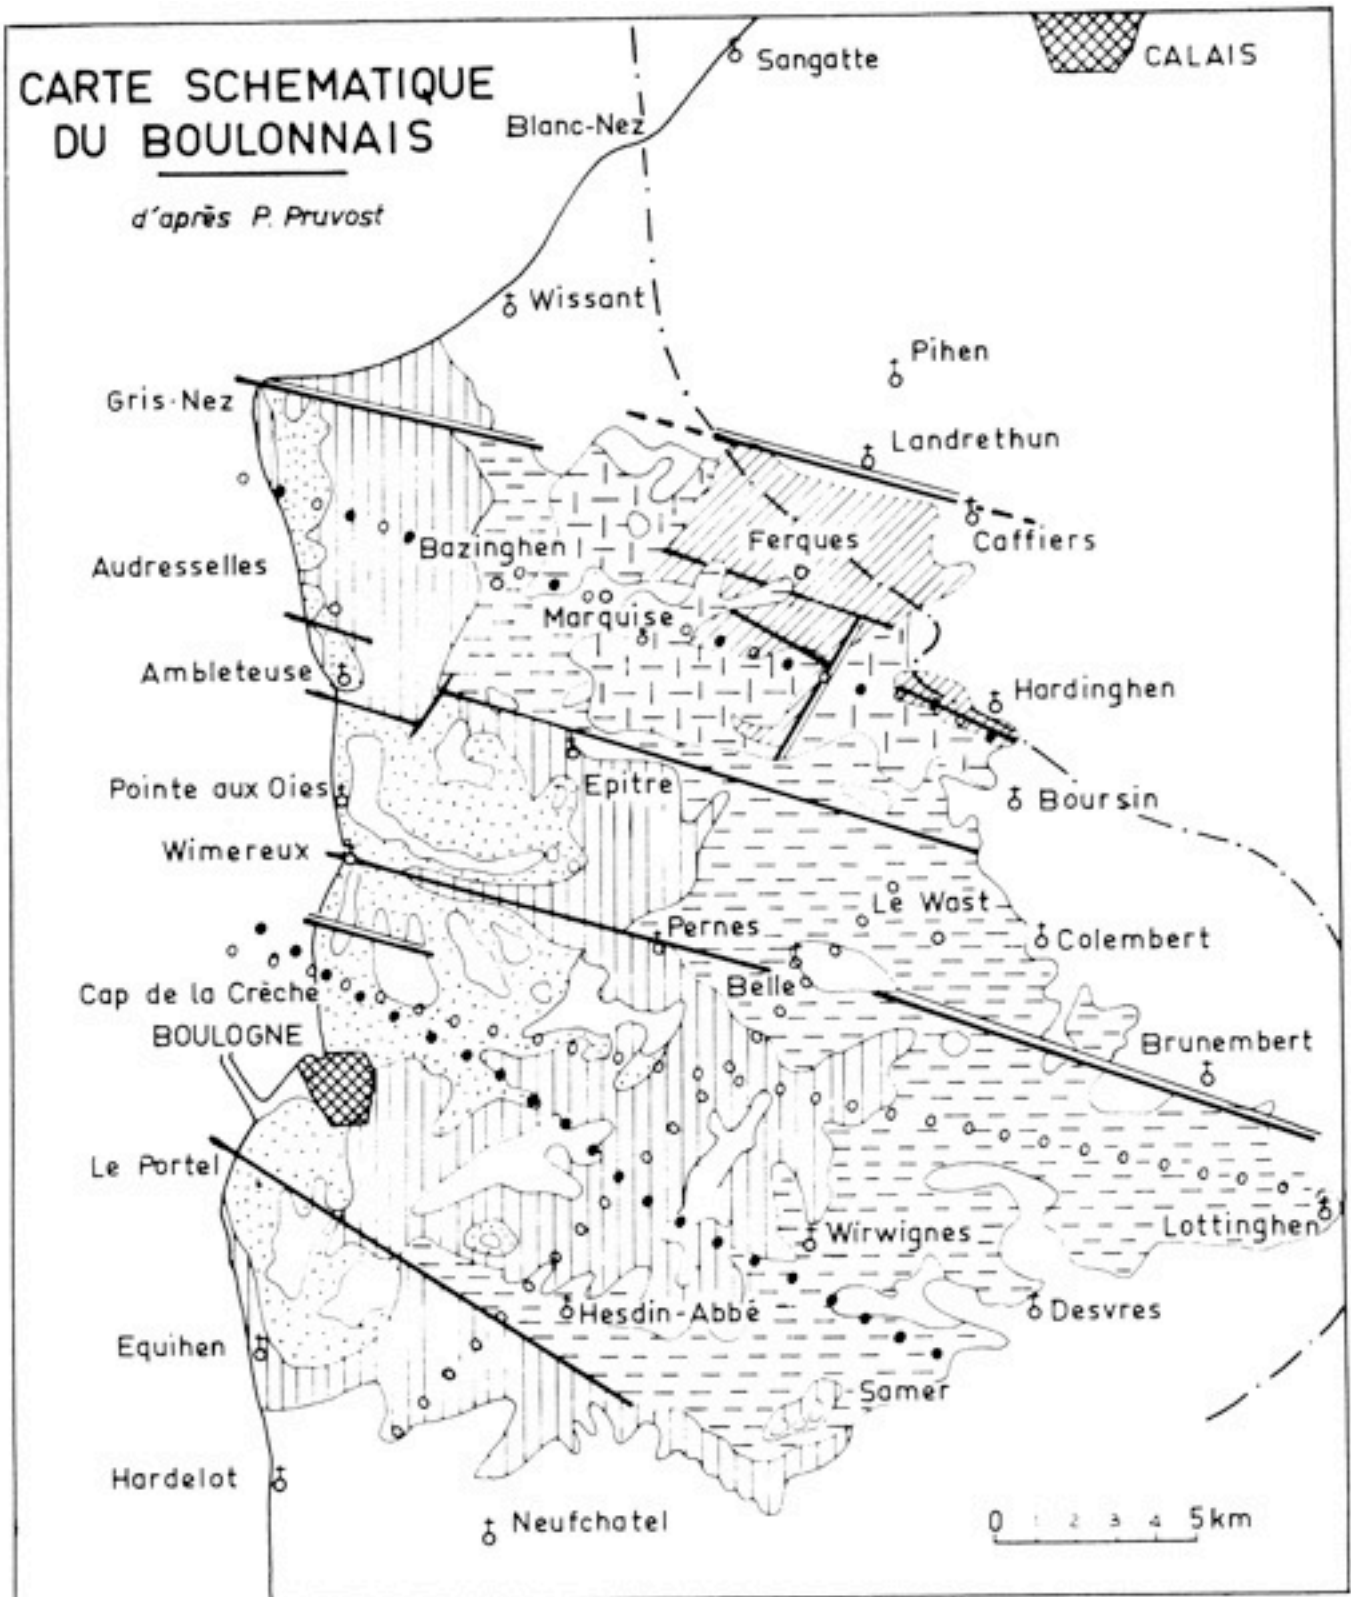 CARTE SCHEMATIQUE
DU BOULONNAIS
d'après P. Pruvost
Sangatte
CALAIS
Blanc-Nez
Wissant
Pihen
Gris-Nez
Landrethun
Caffiers
Ferques
Bazinghen
Audresselles
Marquise
Ambleteuse
Hardinghen
Epitre
Pointe aux Oies
Boursin
Wimereux
Le Wast
Pernes
Colembert
Belle
Cap de la Crèche
BOULOGNE
Brunembert
Le Portel
Wirwignes
Lottinghen
Hesdin-Abbé
Desvres
Equihen
Samer
Hardelot
Neufchatel
0 1 2 3 4 5km